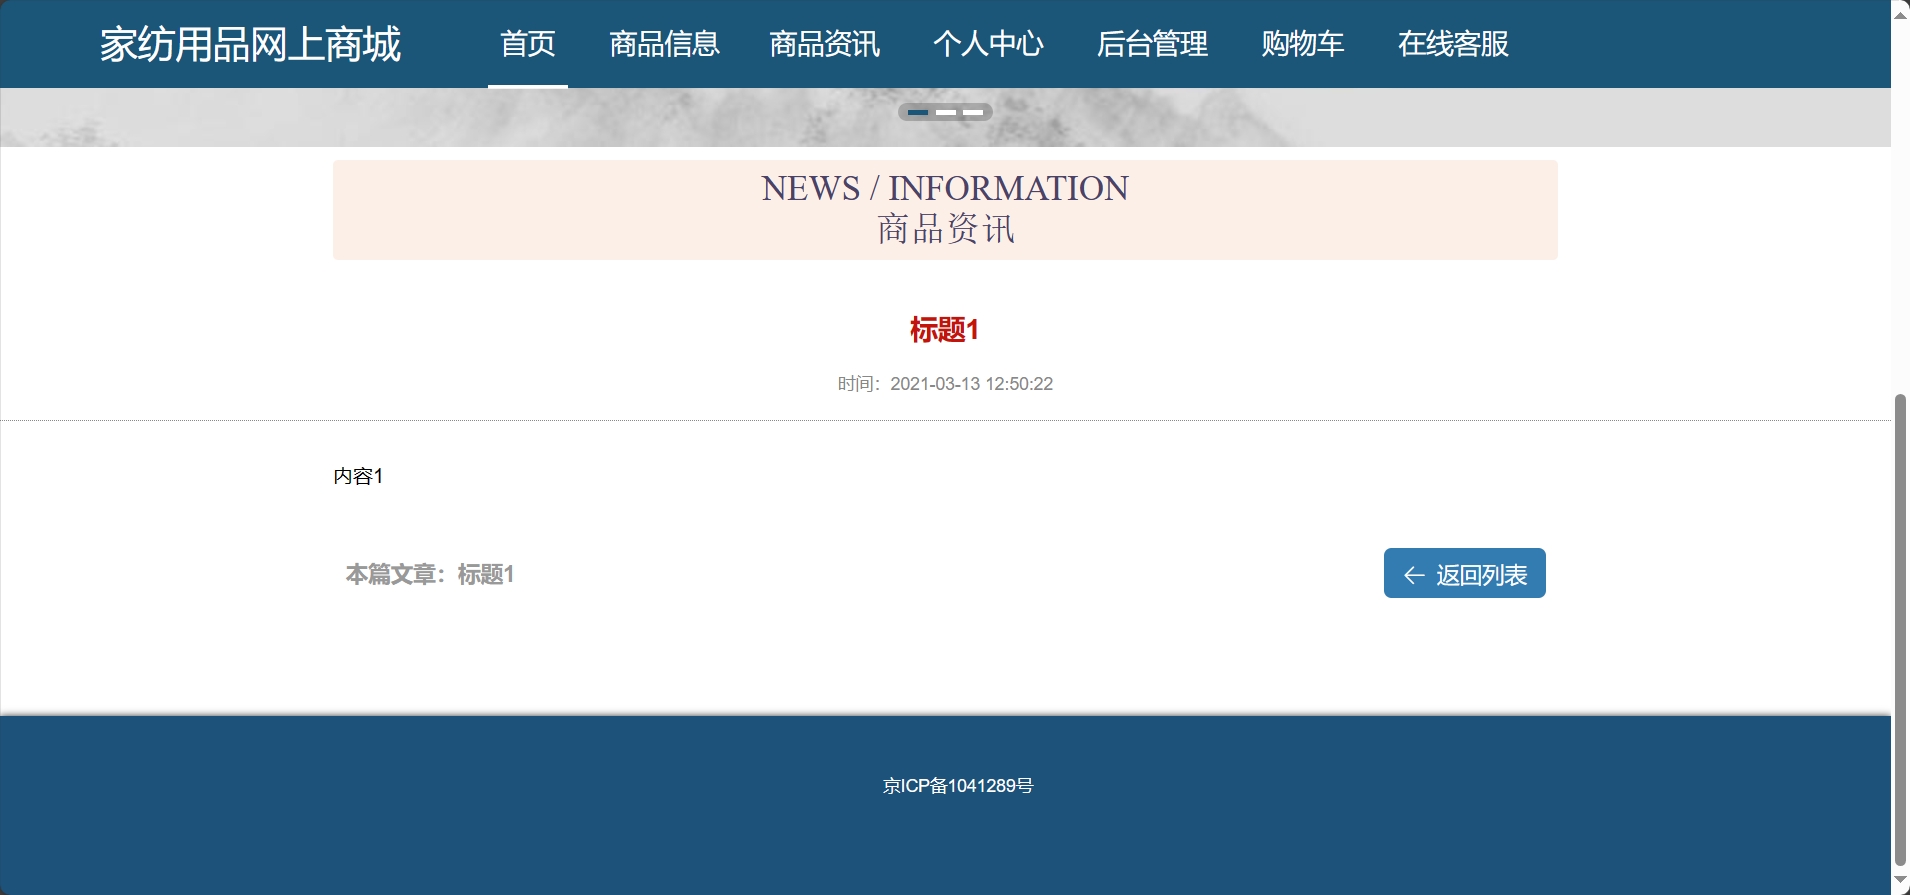 家纺用品网上商城 首页 商品信息 商品资讯 个人中心 后台管理 购物车 在线客服
NEWS / INFORMATION
商品资讯
标题1
时间：2021-03-13 12:50:22
内容1
本篇文章：标题1 返回列表
京ICP备1041289号